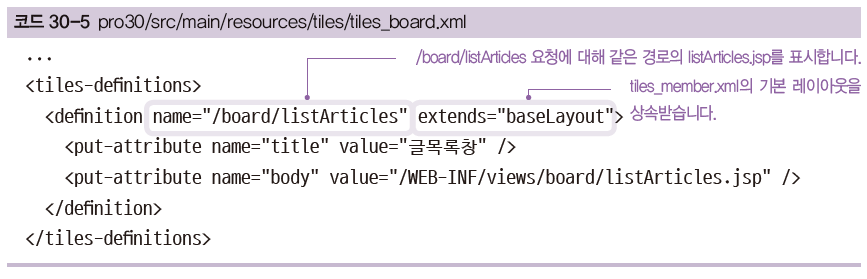 코드 30-5 pro30/src/main/resources/tiles/tiles_board.xml
...
/board/listArticles 요청에 대해 같은 경로의 listArticles.jsp를 표시합니다.
<tiles-definitions>
tiles_member.xml의 기본 레이아웃을
상속받습니다.
<definition name="/board/listArticles" extends="baseLayout">
<put-attribute name="title" value="글목록창" />
<put-attribute name="body" value="/WEB-INF/views/board/listArticles.jsp" />
</definition>
</tiles-definitions>